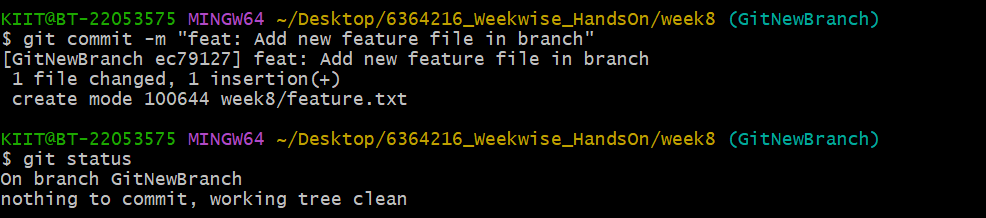 KIIT@BT-22053575 MINGW64 ~/Desktop/6364216_Weekwise_HandsOn/week8 (GitNewBranch)
$ git commit -m "feat: Add new feature file in branch"
[GitNewBranch ec79127] feat: Add new feature file in branch
 1 file changed, 1 insertion(+)
 create mode 100644 week8/feature.txt
KIIT@BT-22053575 MINGW64 ~/Desktop/6364216_Weekwise_HandsOn/week8 (GitNewBranch)
$ git status
On branch GitNewBranch
nothing to commit, working tree clean